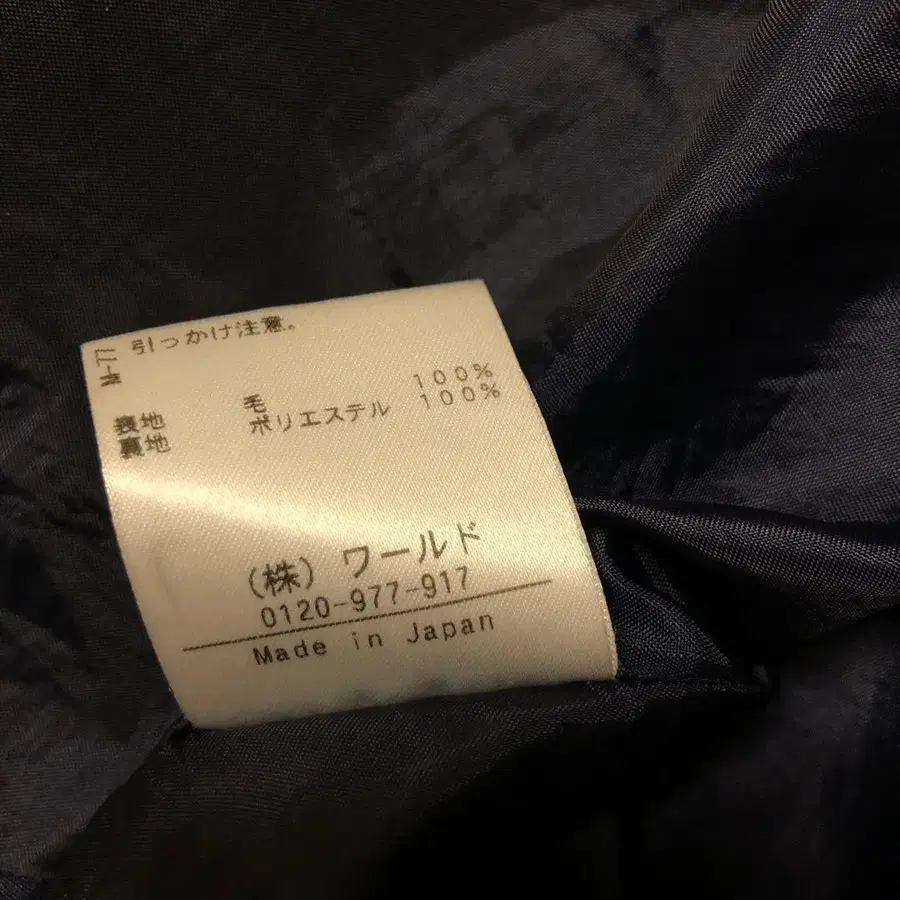 引っかけ注意。
表地 毛 100%
裏地 ポリエステル 100%
(株) ワールド
0120-977-917
Made in Japan